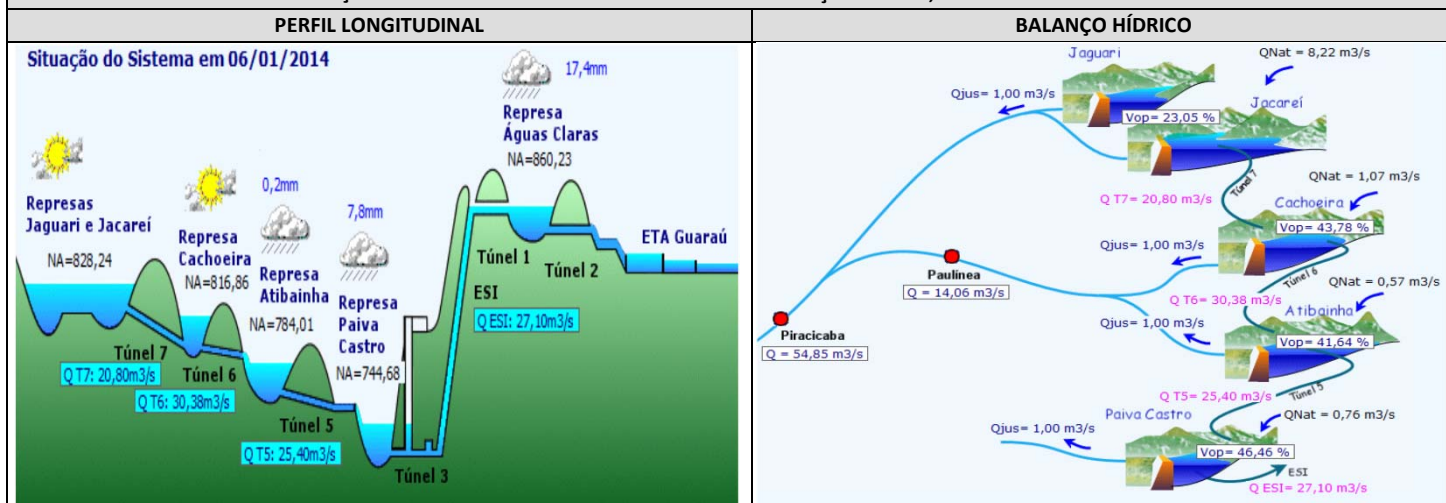 PERFIL LONGITUDINAL
BALANÇO HÍDRICO
Situação do Sistema em 06/01/2014
17,4mm
Represa
Águas Claras
NA=860,23
0,2mm
7,8mm
Represas
Jaguari e Jacareí
NA=828,24
Represa
Cachoeira
NA=816,86
Represa
Atibainha
NA=784,01
Represa
Paiva
Castro
NA=744,68
Túnel 1
Túnel 2
ETA Guaraú
ESI
Q ESI: 27,10m3/s
Túnel 7
Q T7: 20,80m3/s
Túnel 6
Q T6: 30,38m3/s
Túnel 5
Q T5: 25,40m3/s
Túnel 3
Jaguari
QNat = 8,22 m3/s
Qjus= 1,00 m3/s
Jacareí
Vop= 23,05 %
Túnel 7
Q T7= 20,80 m3/s
QNat = 1,07 m3/s
Cachoeira
Vop= 43,78 %
Qjus= 1,00 m3/s
Túnel 6
Paulínea
Q = 14,06 m3/s
Q T6= 30,38 m3/s
QNat = 0,57 m3/s
Atibainha
Qjus= 1,00 m3/s
Vop= 41,64 %
Piracicaba
Q = 54,85 m3/s
Q T5= 25,40 m3/s
Túnel 5
Paiva Castro
QNat = 0,76 m3/s
Qjus= 1,00 m3/s
Vop= 46,46 %
ESI
Q ESI= 27,10 m3/s